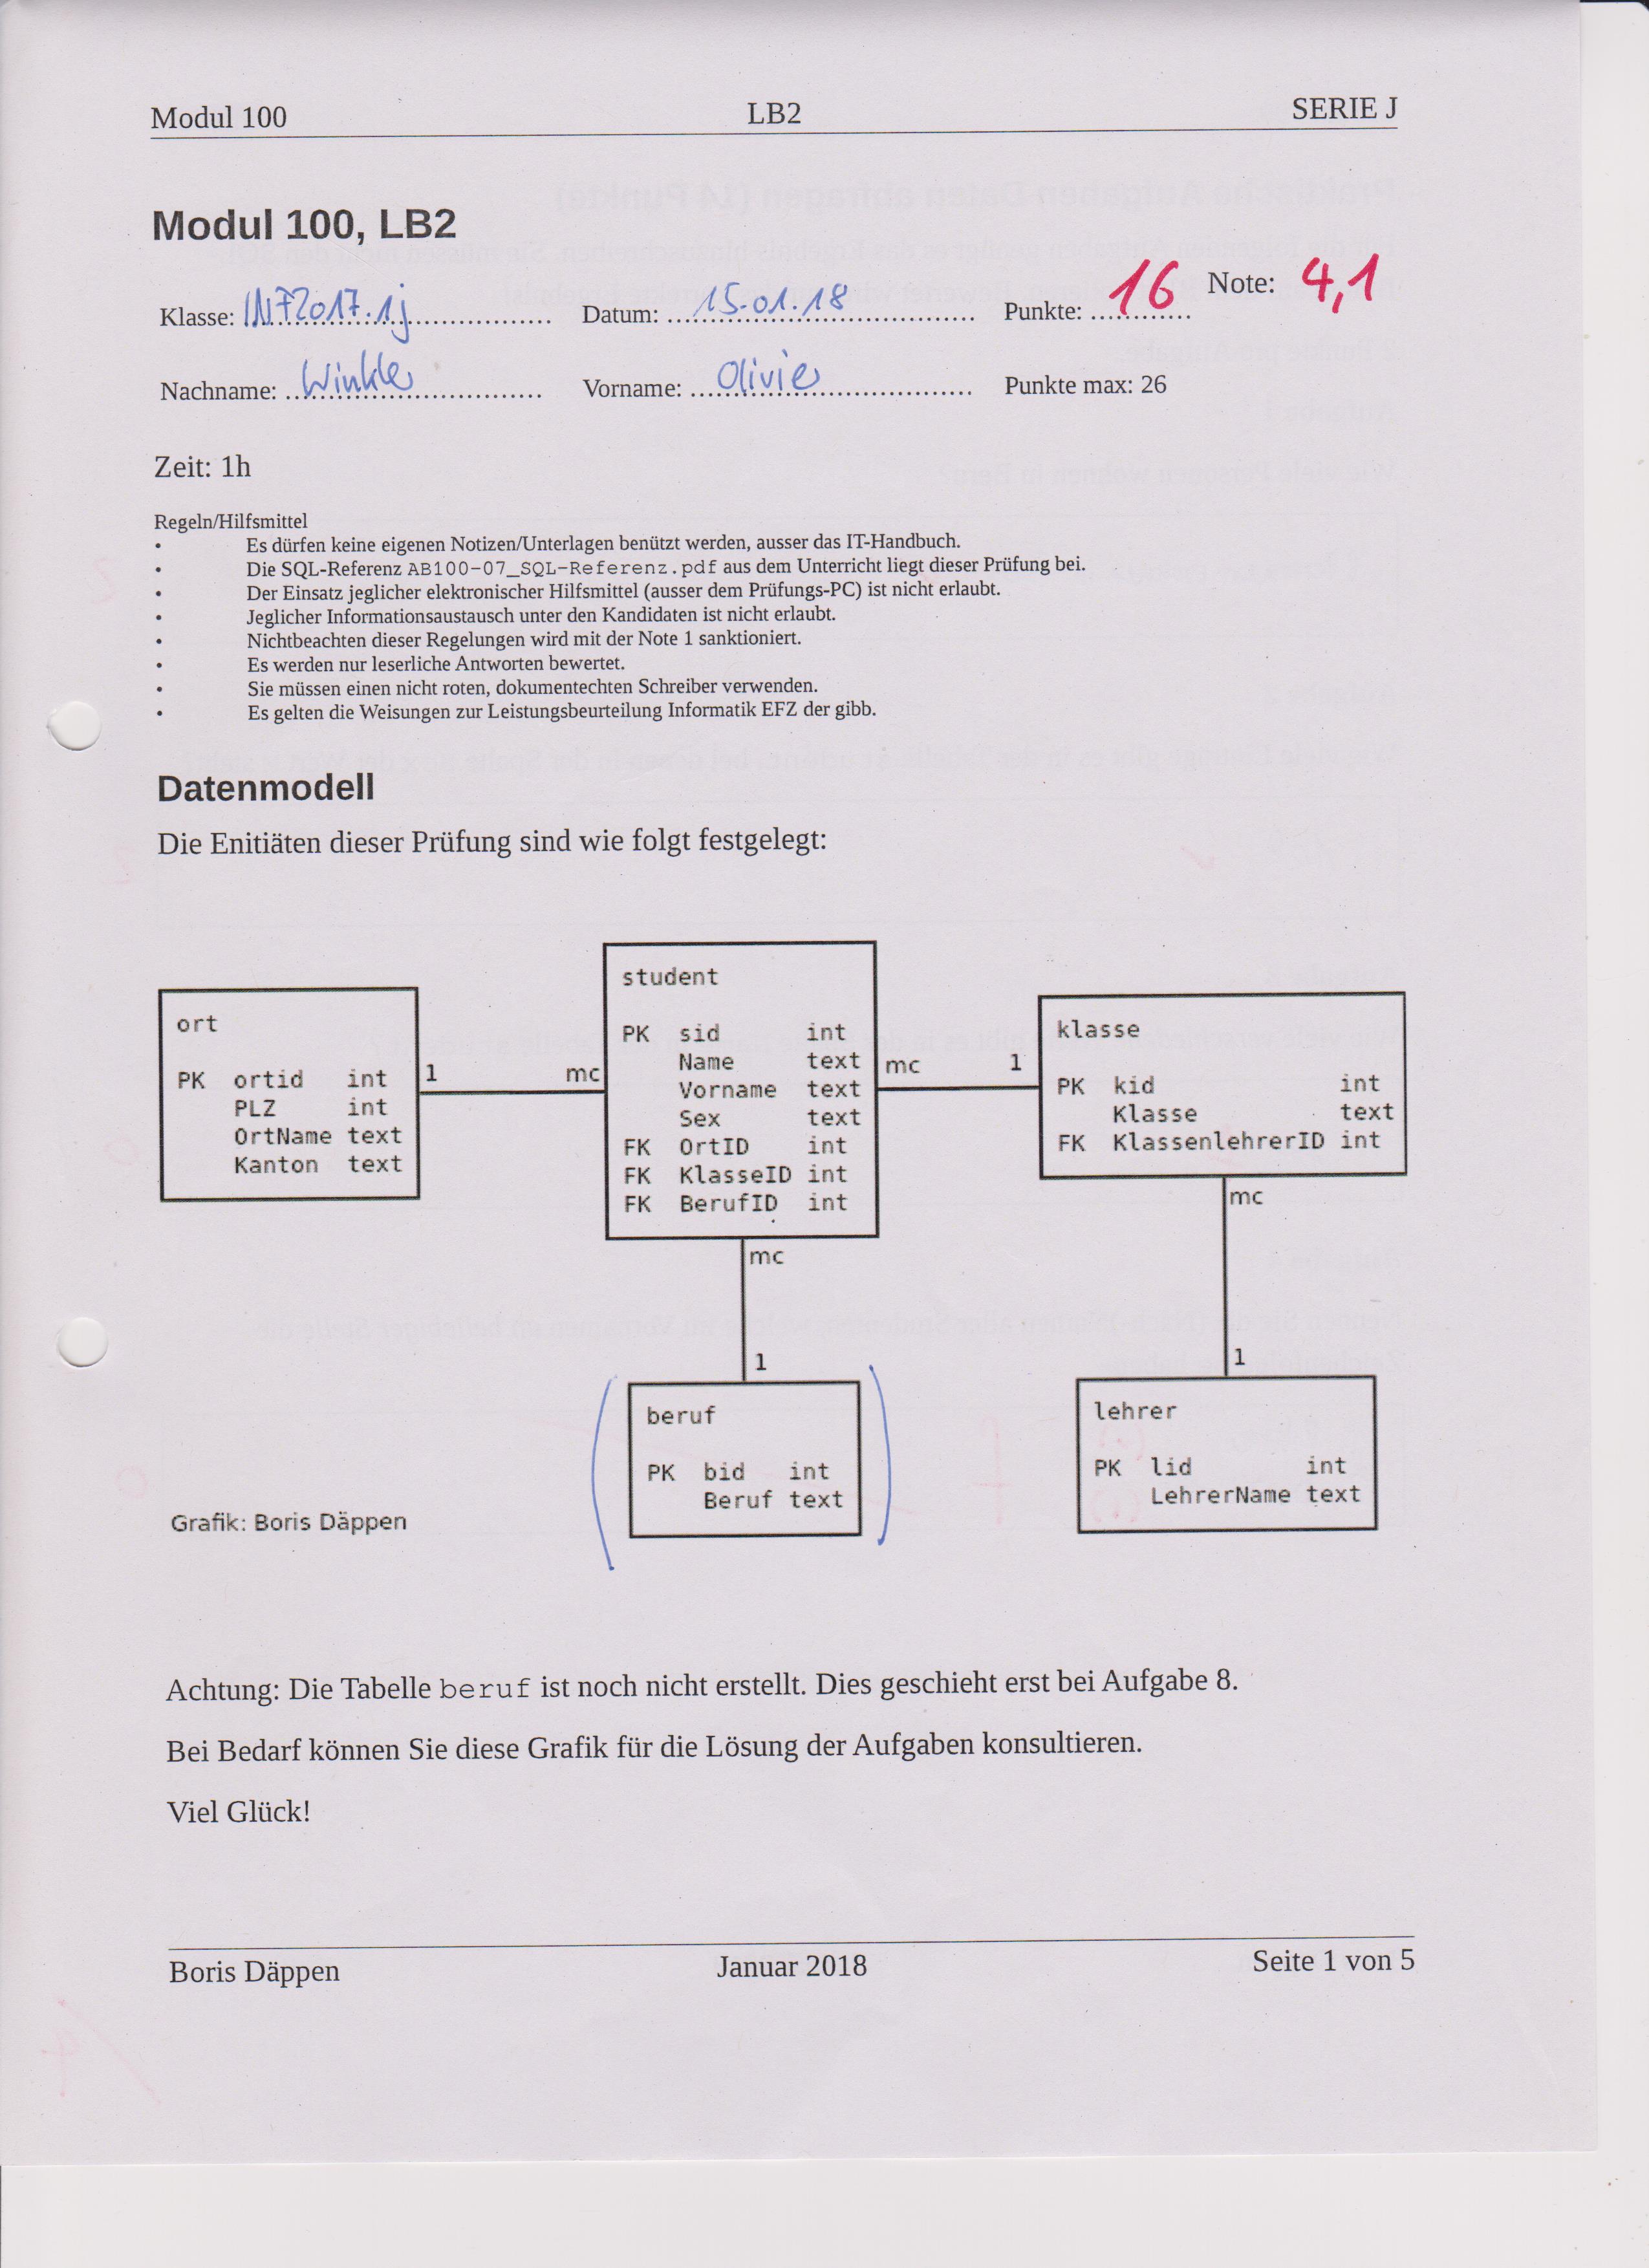 Modul 100 LB2 SERIE J
Modul 100, LB2
Klasse: INF2017.1j Datum: 15.01.18 Punkte: 16 Note: 4,1
Nachname: Winkler Vorname: Olivier Punkte max: 26
Zeit: 1h
Regeln/Hilfsmittel
• Es dürfen keine eigenen Notizen/Unterlagen benützt werden, ausser das IT-Handbuch.
• Die SQL-Referenz AB100-07_SQL-Referenz.pdf aus dem Unterricht liegt dieser Prüfung bei.
• Der Einsatz jeglicher elektronischer Hilfsmittel (ausser dem Prüfungs-PC) ist nicht erlaubt.
• Jeglicher Informationsaustausch unter den Kandidaten ist nicht erlaubt.
• Nichtbeachten dieser Regelungen wird mit der Note 1 sanktioniert.
• Es werden nur leserliche Antworten bewertet.
• Sie müssen einen nicht roten, dokumentechten Schreiber verwenden.
• Es gelten die Weisungen zur Leistungsbeurteilung Informatik EFZ der gibb.
Datenmodell
Die Enitiäten dieser Prüfung sind wie folgt festgelegt:
ort
PK ortid int
PLZ int
OrtName text
Kanton text
1 mc
student
PK sid int
Name text
Vorname text
Sex text
FK OrtID int
FK KlasseID int
FK BerufID int
mc 1
klasse
PK kid int
Klasse text
FK KlassenlehrerID int
mc
1
mc
1
beruf
PK bid int
Beruf text
lehrer
PK lid int
LehrerName text
Grafik: Boris Däppen
Achtung: Die Tabelle beruf ist noch nicht erstellt. Dies geschieht erst bei Aufgabe 8.
Bei Bedarf können Sie diese Grafik für die Lösung der Aufgaben konsultieren.
Viel Glück!
Boris Däppen Januar 2018 Seite 1 von 5